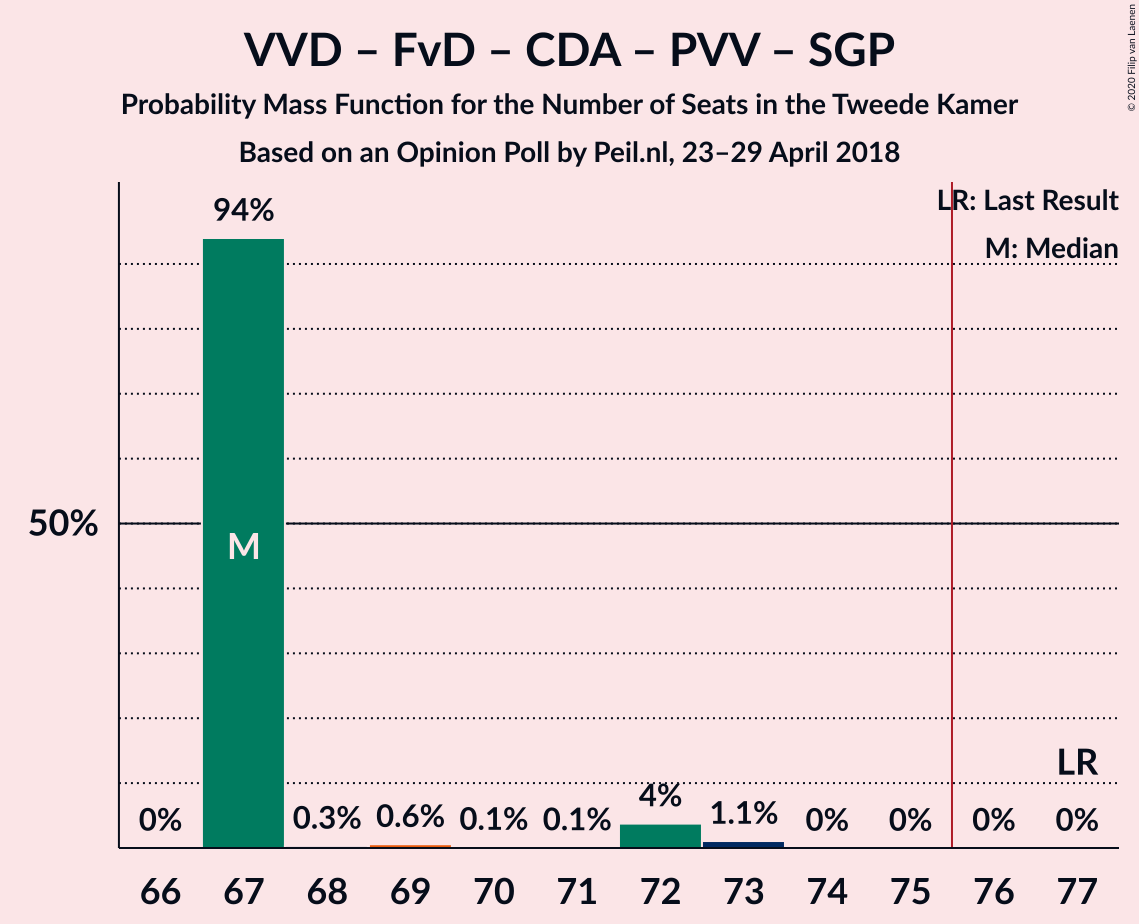 VVD – FvD – CDA – PVV – SGP
Probability Mass Function for the Number of Seats in the Tweede Kamer
Based on an Opinion Poll by Peil.nl, 23–29 April 2018
© 2020 Filip van Laenen
LR: Last Result
M: Median
94%
50%
M
LR
0% 0.3% 0.6% 0.1% 0.1% 4% 1.1% 0% 0% 0% 0%
66 67 68 69 70 71 72 73 74 75 76 77